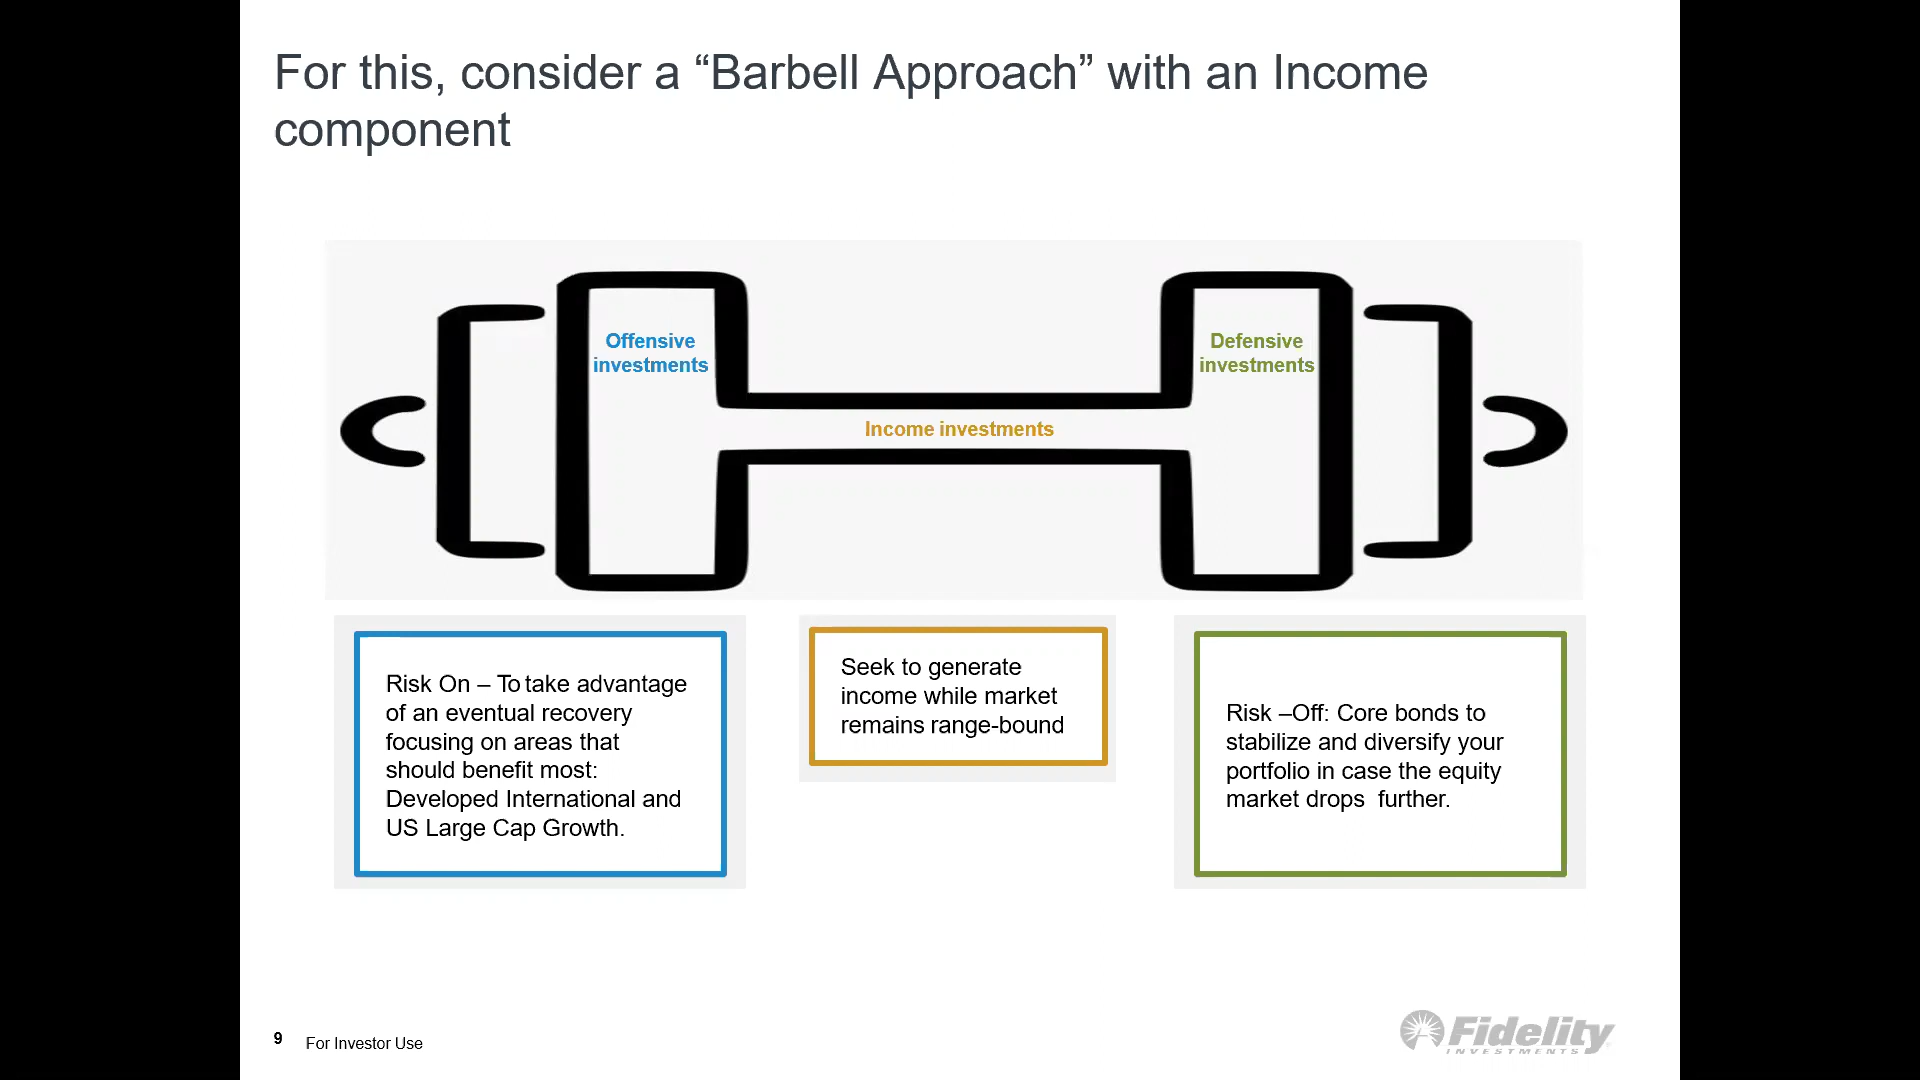 For this, consider a “Barbell Approach” with an Income
component
Offensive
investments
Defensive
investments
Income investments
Risk On – To take advantage
of an eventual recovery
focusing on areas that
should benefit most:
Developed International and
US Large Cap Growth.
Seek to generate
income while market
remains range-bound
Risk –Off: Core bonds to
stabilize and diversify your
portfolio in case the equity
market drops  further.
9 For Investor Use
Fidelity
INVESTMENTS